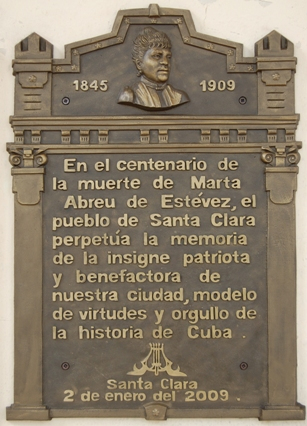 1845 1909
En el centenario de
la muerte de Marta
Abreu de Estévez, el
pueblo de Santa Clara
perpetúa la memoria
de la insigne patriota
y benefactora de
nuestra ciudad, modelo
de virtudes y orgullo de
la historia de Cuba.
Santa Clara
2 de enero del 2009.